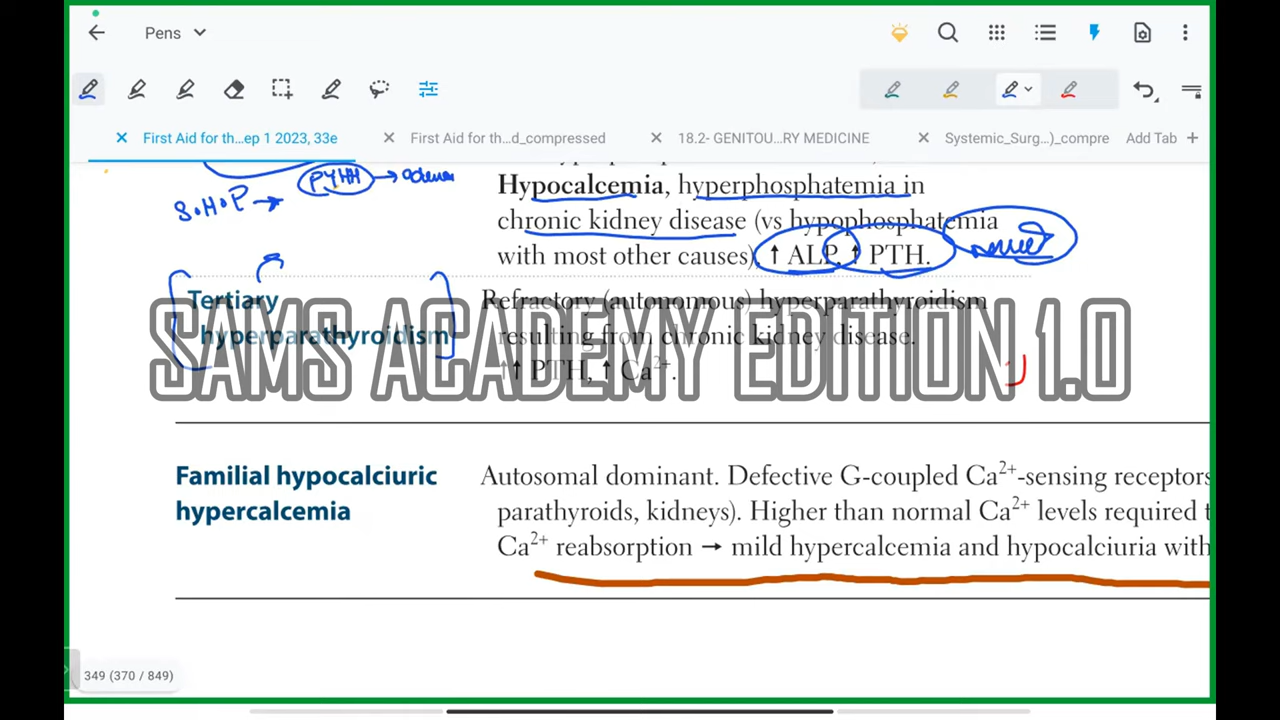 Pens
First Aid for th...ep 1 2023, 33e
First Aid for th...d_compressed
18.2- GENITOU...RY MEDICINE
Systemic_Surg...)_compre
Add Tab
S.H.P → PTHH →
Hypocalcemia, hyperphosphatemia in
chronic kidney disease (vs hypophosphatemia
with most other causes), ↑ ALP, ↑ PTH.
Tertiary
hyperparathyroidism
Refractory (autonomous) hyperparathyroidism
resulting from chronic kidney disease.
↑↑ PTH, ↑ Ca²⁺.
SAMS ACADEMY EDITION 1.0
Familial hypocalciuric
hypercalcemia
Autosomal dominant. Defective G-coupled Ca²⁺-sensing receptors
parathyroids, kidneys). Higher than normal Ca²⁺ levels required t
Ca²⁺ reabsorption → mild hypercalcemia and hypocalciuria with
349 (370 / 849)